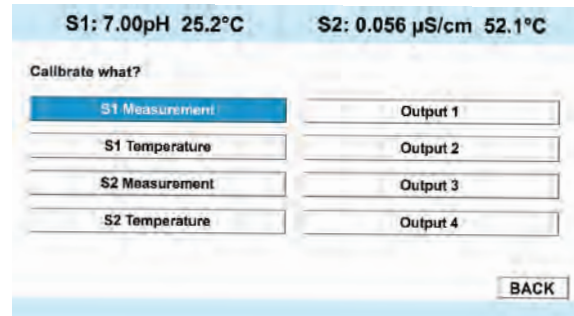 S1: 7.00pH 25.2°C S2: 0.056 µS/cm 52.1°C
Calibrate what?
S1 Measurement Output 1
S1 Temperature Output 2
S2 Measurement Output 3
S2 Temperature Output 4
BACK